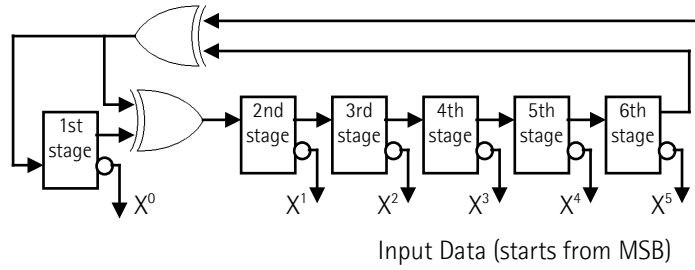 1st
stage
2nd
stage
3rd
stage
4th
stage
5th
stage
6th
stage
X⁰
X¹
X²
X³
X⁴
X⁵
Input Data (starts from MSB)